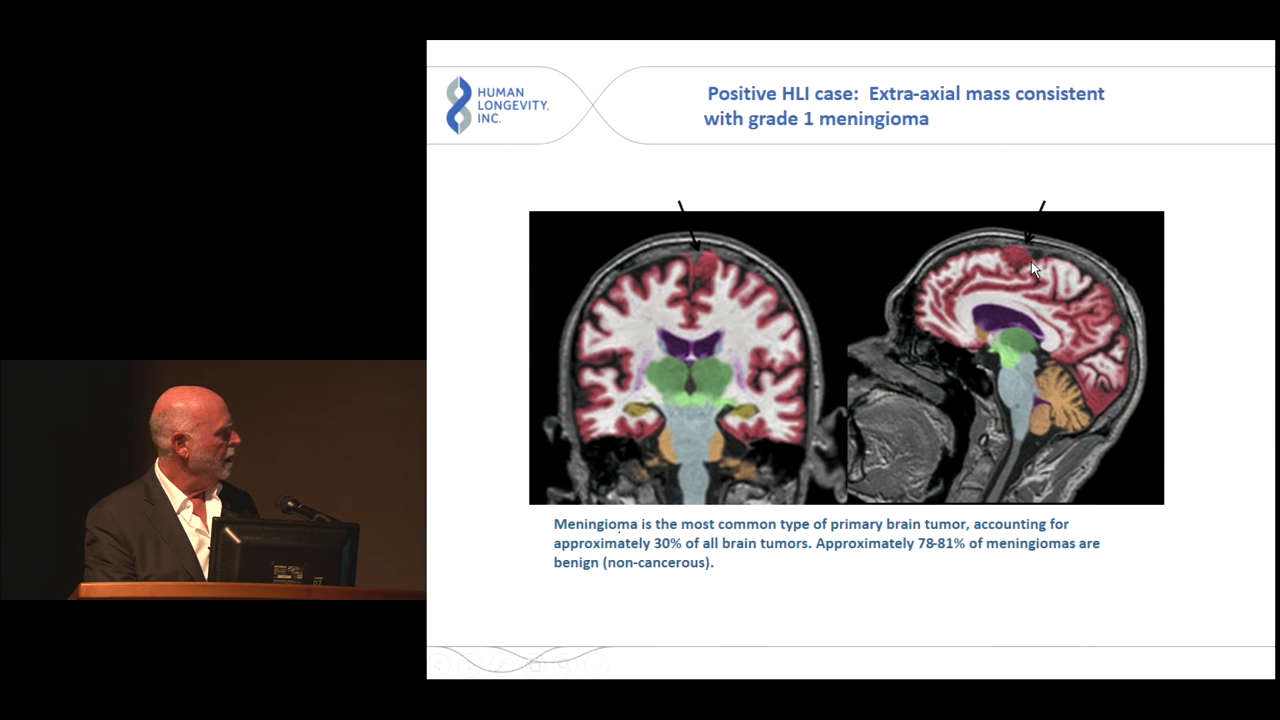 HUMAN
LONGEVITY,
INC.
Positive HLI case: Extra-axial mass consistent
with grade 1 meningioma
Meningioma is the most common type of primary brain tumor, accounting for
approximately 30% of all brain tumors. Approximately 78-81% of meningiomas are
benign (non-cancerous).